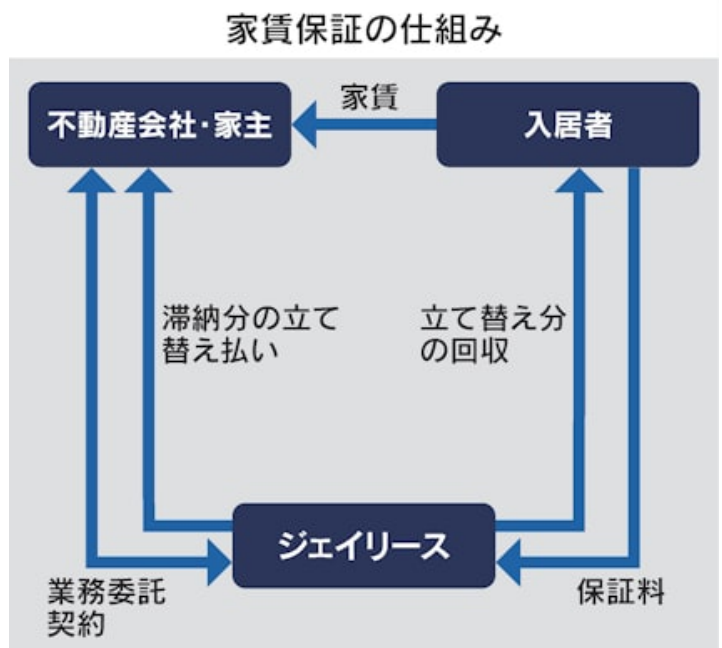 家賃保証の仕組み
家賃
不動産会社・家主
入居者
滞納分の立て
替え払い
立て替え分
の回収
ジェイリース
業務委託
契約
保証料